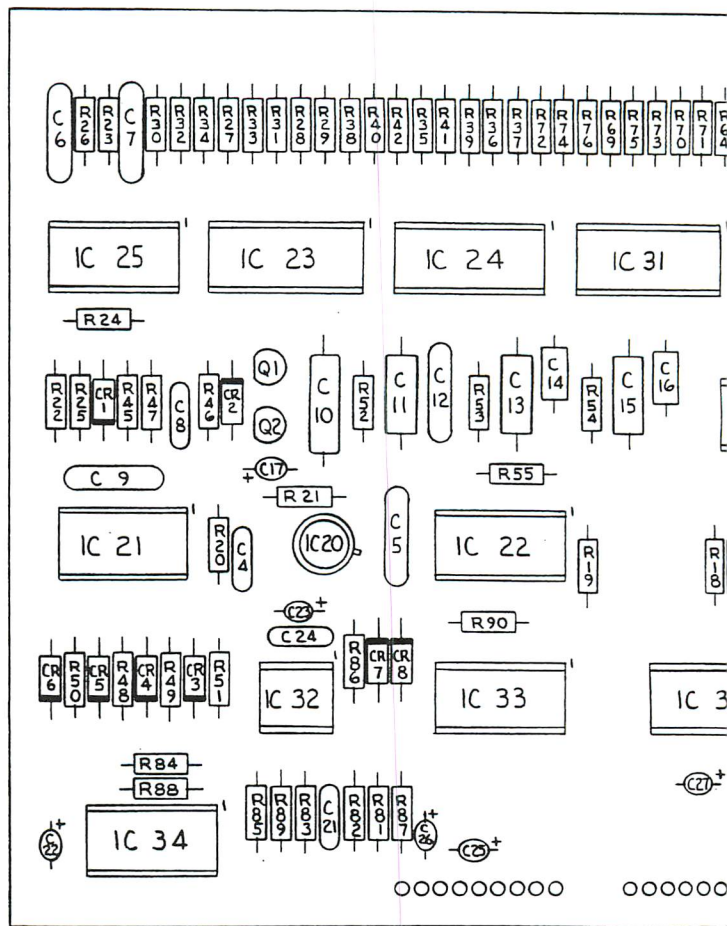 C6 R26 R23 C7 R30 R32 R34 R27 R33 R31 R28 R29 R38 R40 R42 R35 R41 R39 R36 R37 R72 R74 R76 R69 R75 R73 R70 R71 R64
IC 25 IC 23 IC 24 IC 31
R24
R22 R25 CR1 R45 R47 C8 R46 CR2 Q1 C10 R52 C11 C12 R53 C13 C14 R54 C15 C16
Q2
C9 +C17 R55
R21
IC 21 R20 C4 IC20 C5 IC 22 R19 R18
C23+ R90
C24
CR6 R50 CR5 R48 CR4 R49 CR3 R51 IC 32 R86 CR7 CR8 IC 33 IC 3
R84 C27+
R88
C22+ IC 34 R85 R89 R83 C21 R82 R81 R87 C26+ C25+